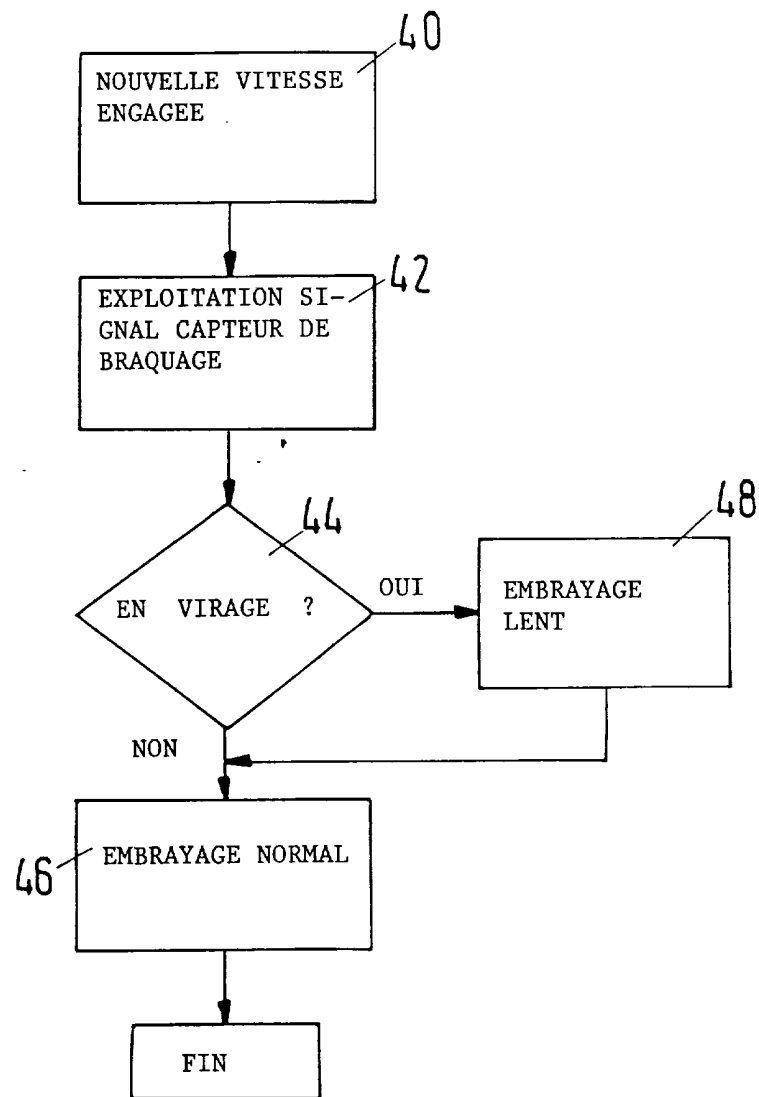 40
NOUVELLE VITESSE
ENGAGEE
42
EXPLOITATION SI-
GNAL CAPTEUR DE
BRAQUAGE
44
EN VIRAGE ?
OUI
48
EMBRAYAGE
LENT
NON
46
EMBRAYAGE NORMAL
FIN